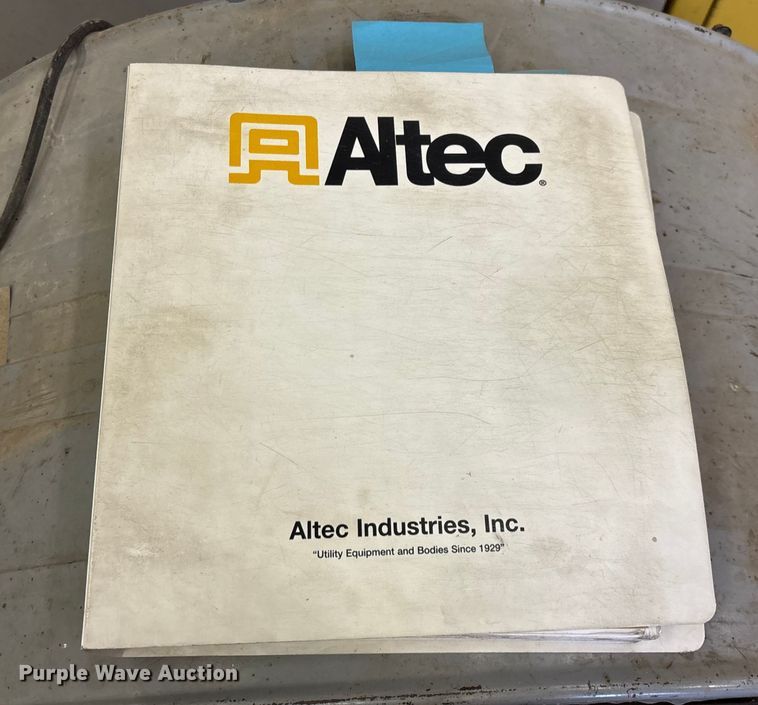 Altec®
Altec Industries, Inc.
"Utility Equipment and Bodies Since 1929"
Purple Wave Auction